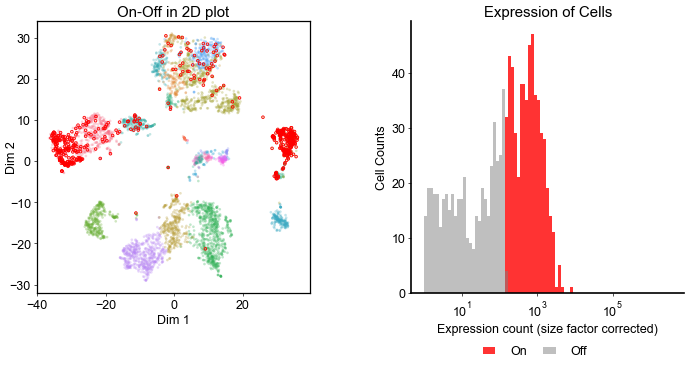 On-Off in 2D plot
Expression of Cells
Dim 2
30
20
10
0
−10
−20
−30
−40
−20
0
20
Dim 1
Cell Counts
40
30
20
10
0
10^1
10^3
10^5
Expression count (size factor corrected)
On
Off